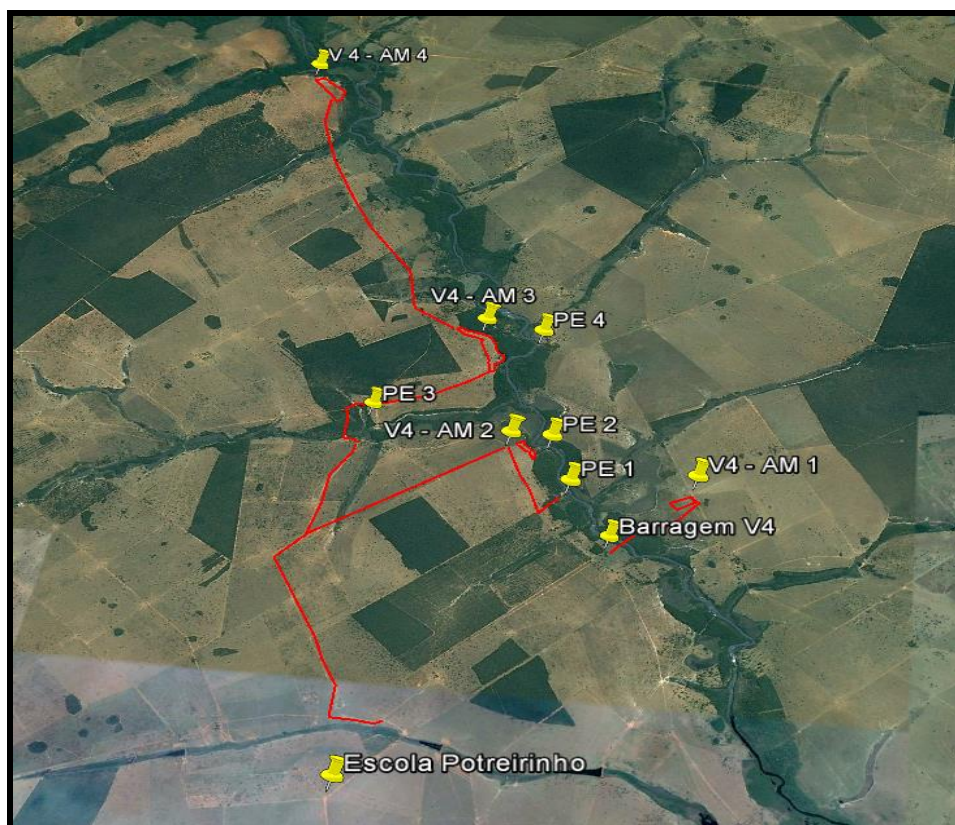 V 4 - AM 4
V4 - AM 3
PE 4
PE 3
V4 - AM 2
PE 2
PE 1
V4 - AM 1
Barragem V4
Escola Potreirinho